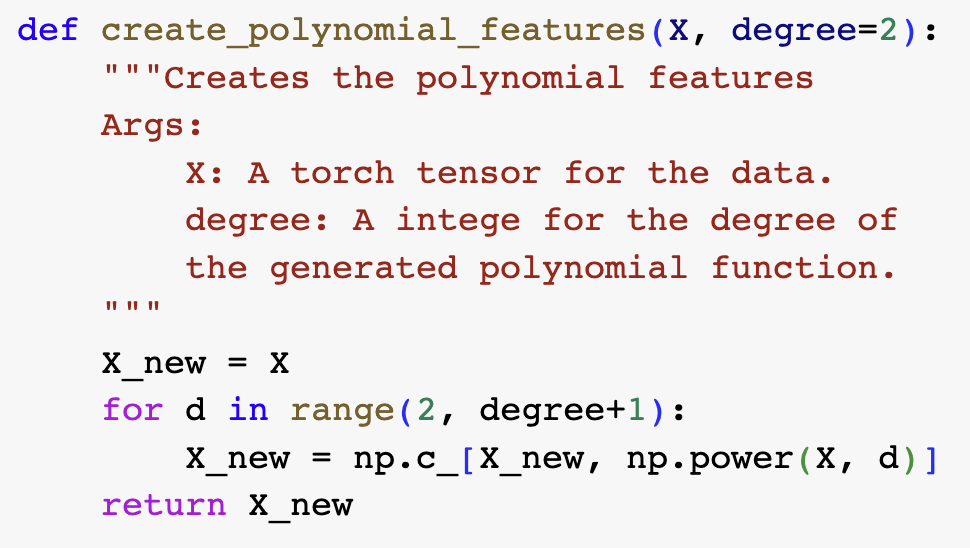 def create_polynomial_features(X, degree=2):
    """Creates the polynomial features
    Args:
        X: A torch tensor for the data.
        degree: A intege for the degree of
        the generated polynomial function.
    """
    X_new = X
    for d in range(2, degree+1):
        X_new = np.c_[X_new, np.power(X, d)]
    return X_new